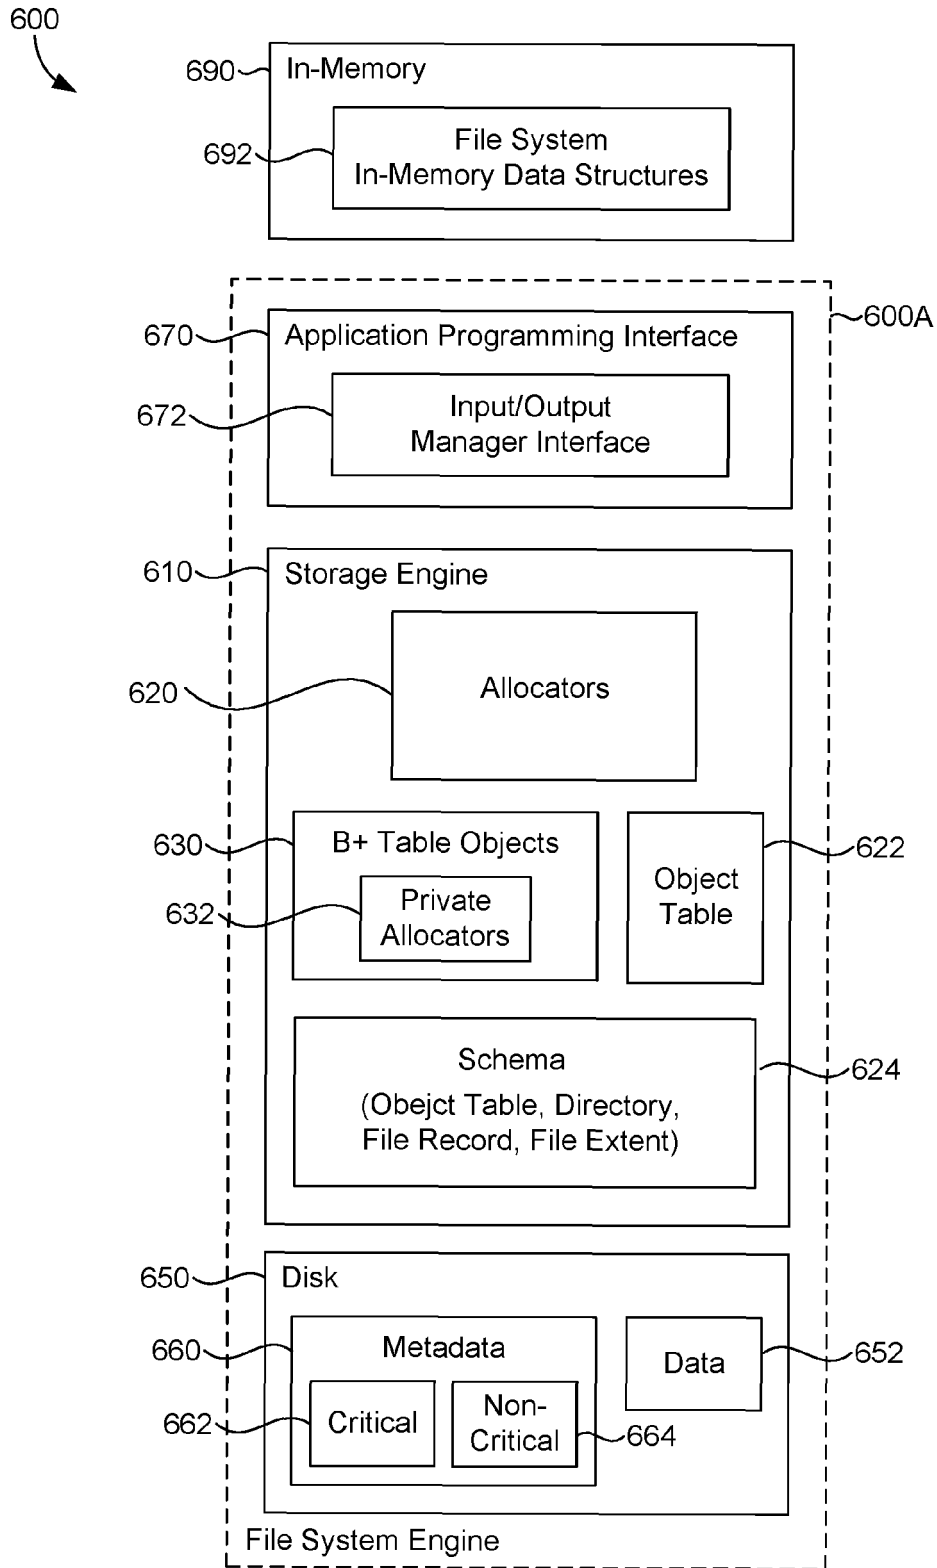 600
690
In-Memory
692
File System
In-Memory Data Structures
600A
670
Application Programming Interface
672
Input/Output
Manager Interface
610
Storage Engine
620
Allocators
630
B+ Table Objects
632
Private
Allocators
622
Object
Table
Schema
624
(Obejct Table, Directory,
File Record, File Extent)
650
Disk
660
Metadada
662
Critical
Non-
Critical
664
Data
652
File System Engine